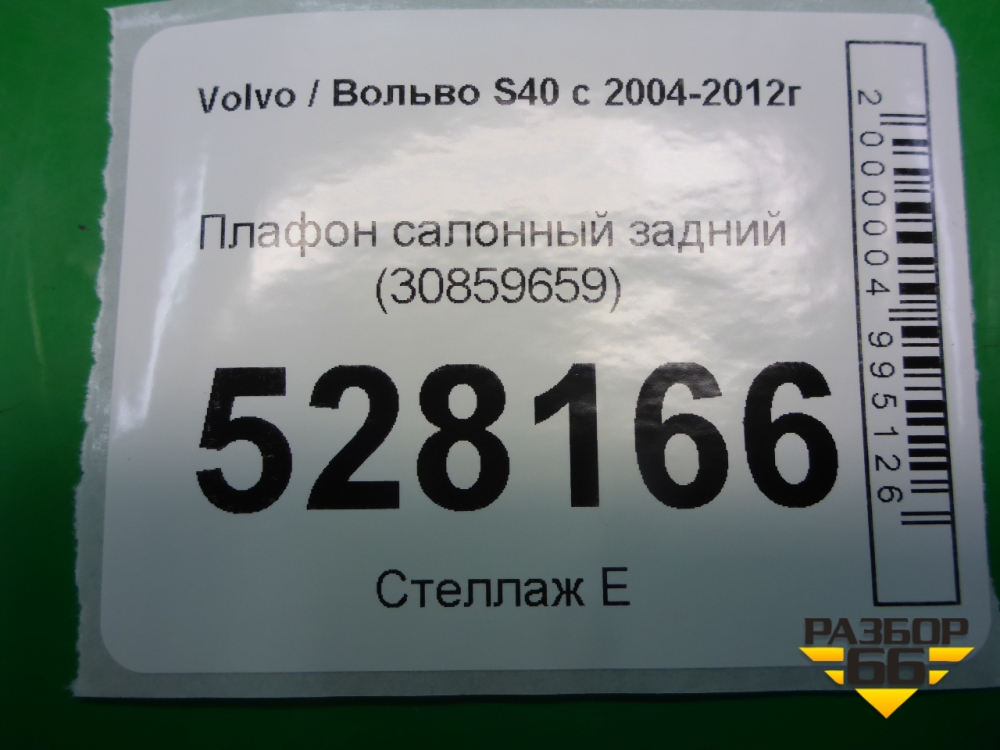 Volvo / Вольво S40 с 2004-2012г
Плафон салонный задний
(30859659)
528166
Стеллаж Е
2000004995126
РАЗБОР
66